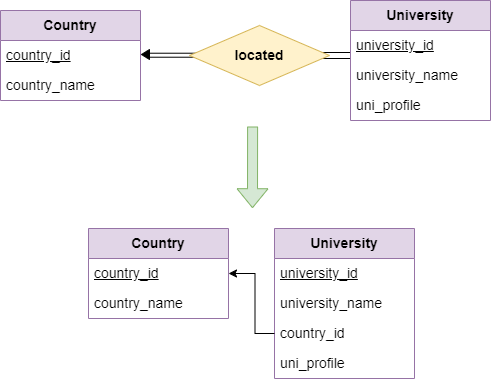 Country
country_id
country_name
located
University
university_id
university_name
uni_profile
Country
country_id
country_name
University
university_id
university_name
country_id
uni_profile